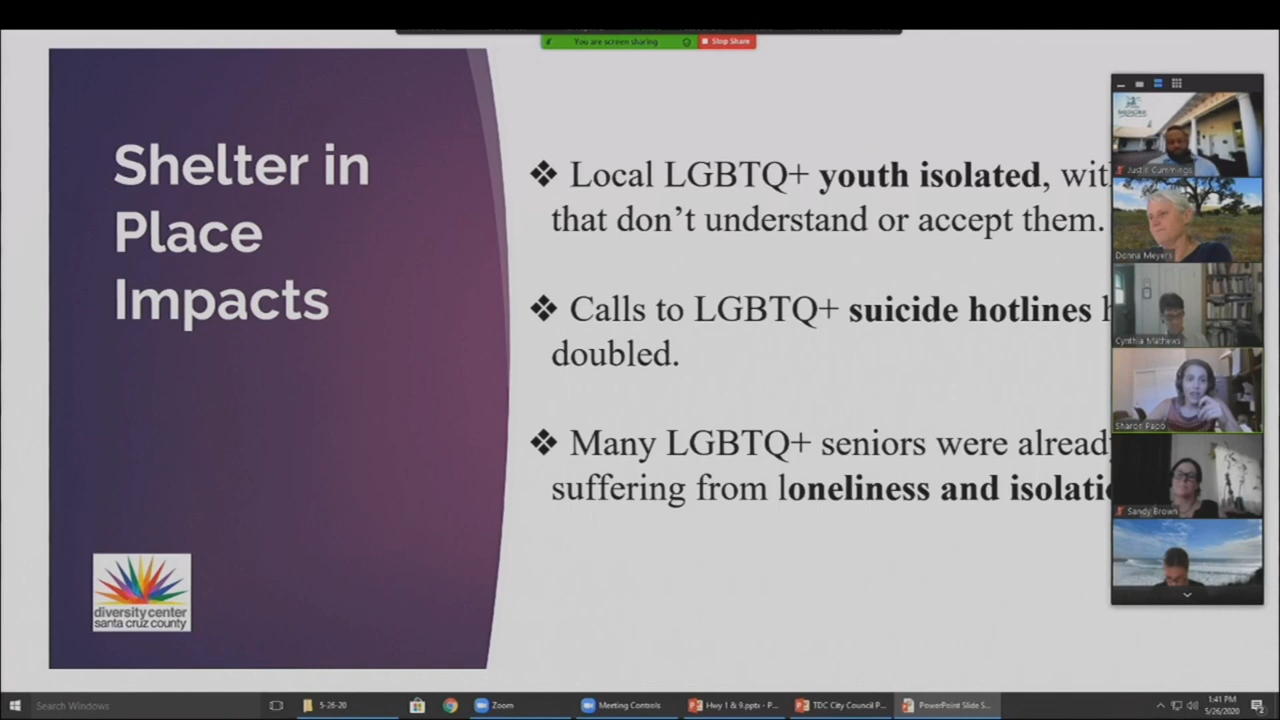 You are screen sharing
Stop Share
Shelter in
Place
Impacts
❖ Local LGBTQ+ youth isolated, wit
that don’t understand or accept them.
❖ Calls to LGBTQ+ suicide hotlines h
doubled.
❖ Many LGBTQ+ seniors were already
suffering from loneliness and isolatio
diversity center
santa cruz county
Justin Cummings
Donna Meyers
Cynthia Mathews
Sharon Papo
Sandy Brown
Search Windows
5-26-20
Zoom
Meeting Controls
Hwy 1 & 9.pptx - P...
TDC City Council P...
PowerPoint Slide S...
1:41 PM
5/26/2020